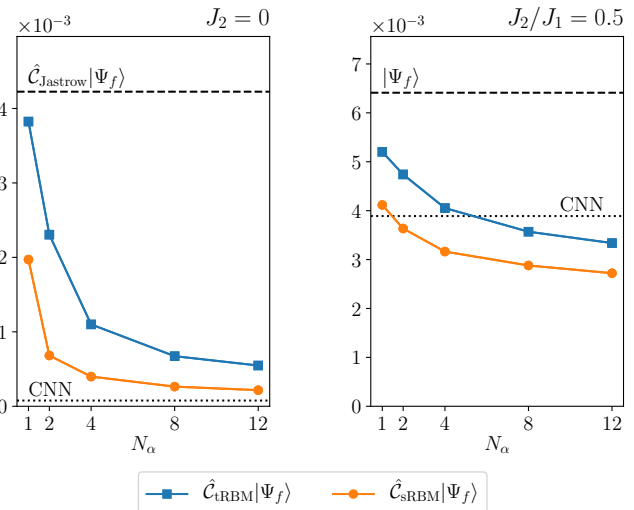 ×10⁻³ J₂ = 0
Ĉ_Jastrow|Ψ_f⟩
4
3
2
1
0
CNN
1 2 4 8 12
N_α
×10⁻³ J₂/J₁ = 0.5
|Ψ_f⟩
7
6
5
4
3
2
1
0
CNN
1 2 4 8 12
N_α
Ĉ_tRBM|Ψ_f⟩ Ĉ_sRBM|Ψ_f⟩